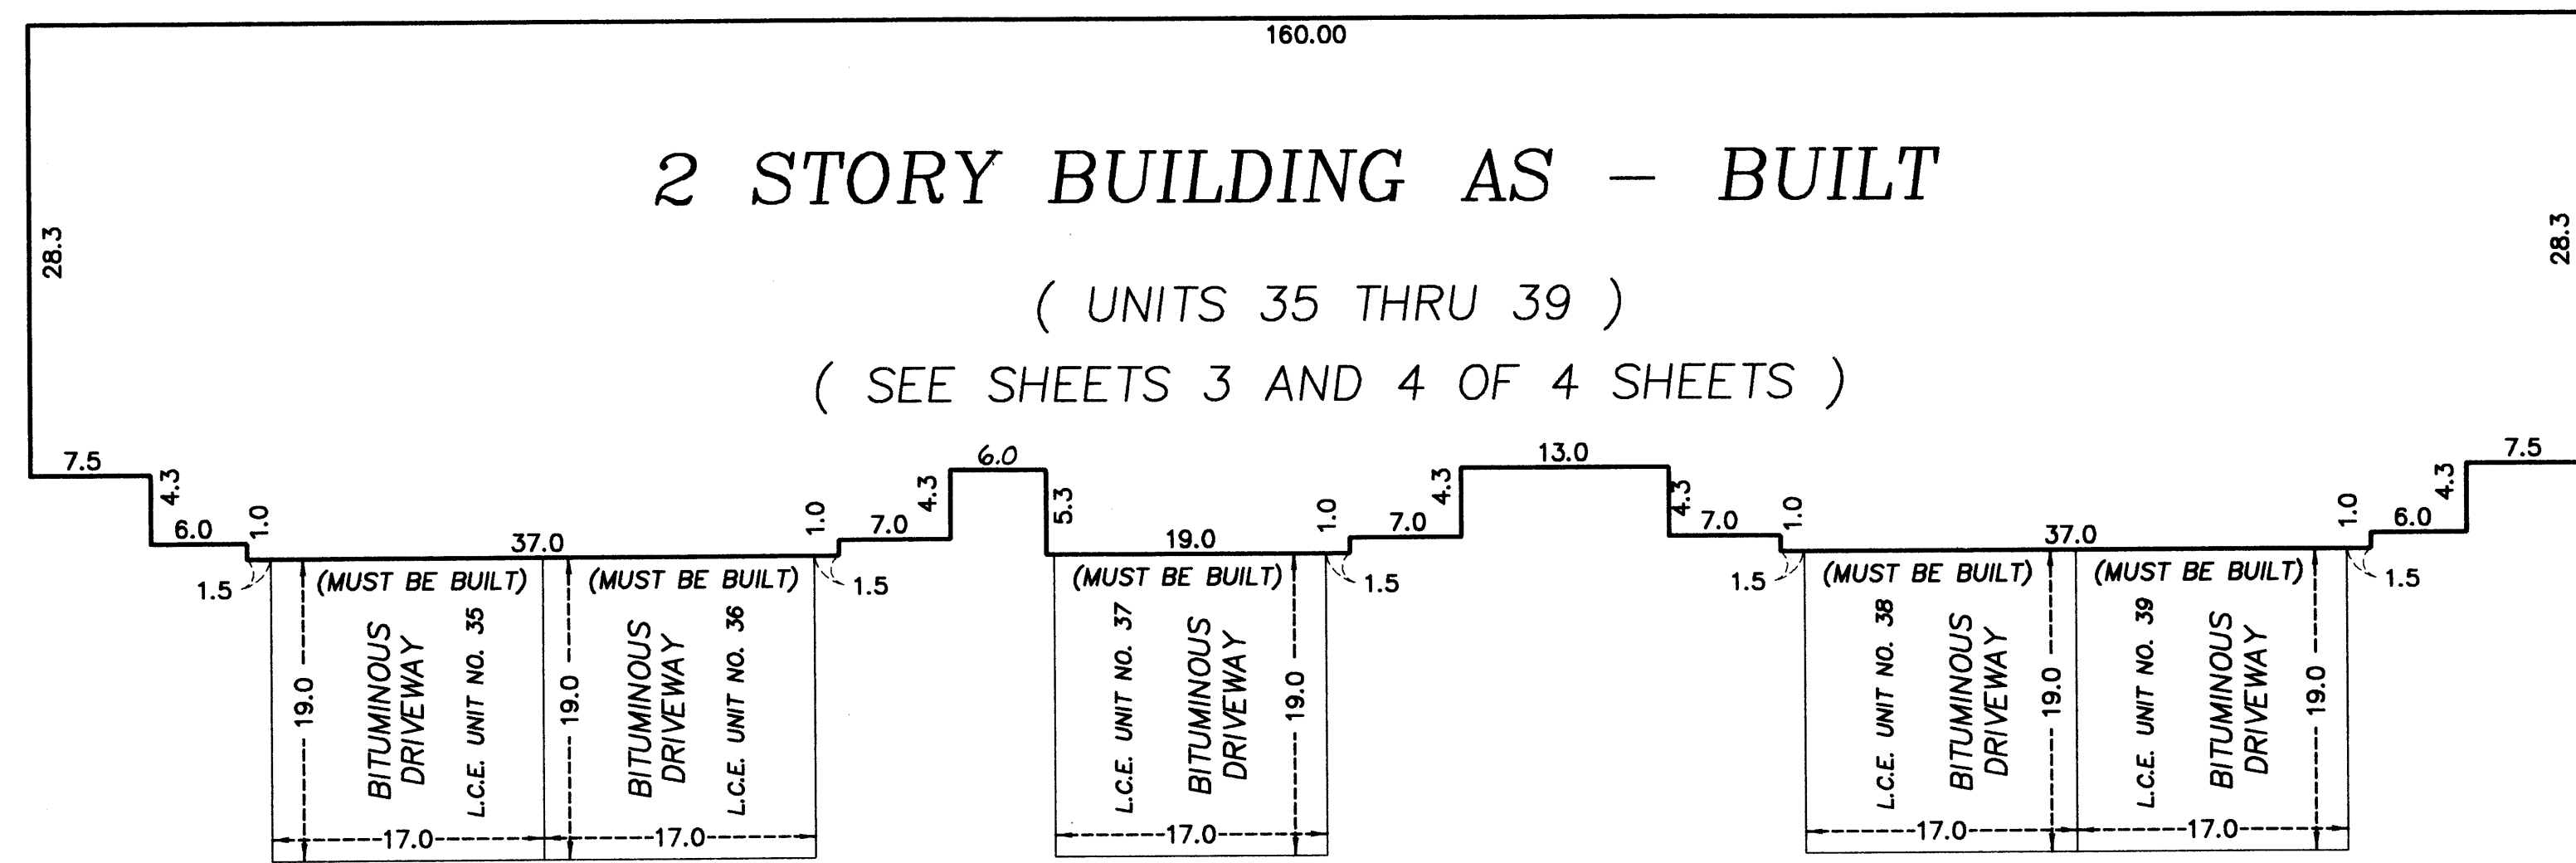 160.00
2 STORY BUILDING AS – BUILT
28.3
28.3
( UNITS 35 THRU 39 )
( SEE SHEETS 3 AND 4 OF 4 SHEETS )
7.5
4.3
6.0
1.0
37.0
1.0
7.0
4.3
6.0
5.3
19.0
1.0
7.0
4.3
13.0
4.3
7.0
1.0
37.0
1.0
6.0
4.3
7.5
1.5
1.5
1.5
1.5
1.5
(MUST BE BUILT)
(MUST BE BUILT)
(MUST BE BUILT)
(MUST BE BUILT)
(MUST BE BUILT)
19.0
BITUMINOUS
DRIVEWAY
L.C.E. UNIT NO. 35
19.0
BITUMINOUS
DRIVEWAY
L.C.E. UNIT NO. 36
L.C.E. UNIT NO. 37
BITUMINOUS
DRIVEWAY
19.0
L.C.E. UNIT NO. 38
BITUMINOUS
DRIVEWAY
19.0
L.C.E. UNIT NO. 39
BITUMINOUS
DRIVEWAY
19.0
17.0
17.0
17.0
17.0
17.0